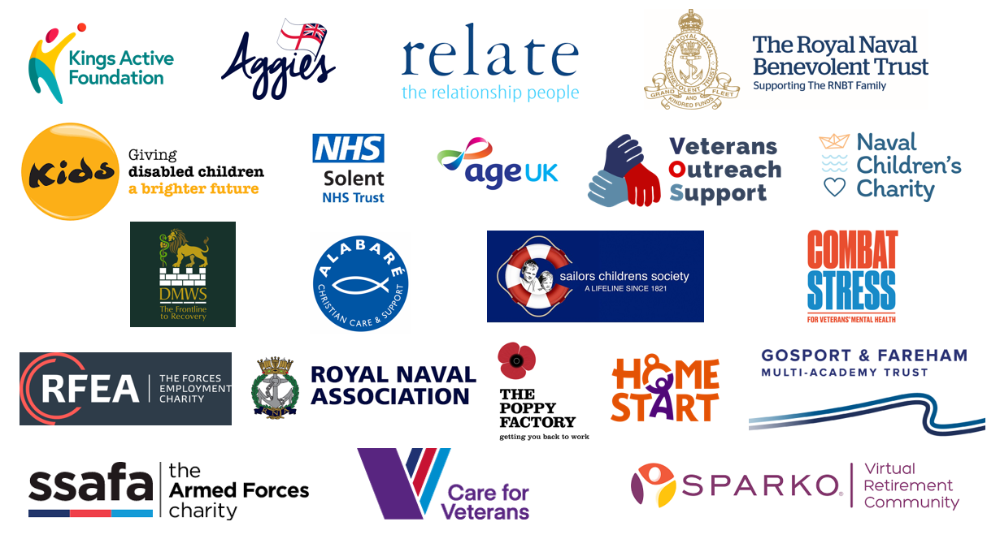 Kings Active
Foundation
Aggie's
relate
the relationship people
THE ROYAL NAVAL
BENEVOLENT TRUST
GRAND FLEET
AND
KINDRED FUNDS
The Royal Naval
Benevolent Trust
Supporting The RNBT Family
Kids
Giving
disabled children
a brighter future
NHS
Solent
NHS Trust
age UK
Veterans
Outreach
Support
Naval
Children's
Charity
DMWS
The Frontline
to Recovery
ALABARÉ
CHRISTIAN CARE & SUPPORT
sailors childrens society
A LIFELINE SINCE 1821
COMBAT
STRESS
FOR VETERANS' MENTAL HEALTH
RFEA
THE FORCES
EMPLOYMENT
CHARITY
RNA
ROYAL NAVAL
ASSOCIATION
THE
POPPY
FACTORY
getting you back to work
HOME
START
GOSPORT & FAREHAM
MULTI-ACADEMY TRUST
ssafa
the
Armed Forces
charity
Care for
Veterans
SPARKO®
Virtual
Retirement
Community